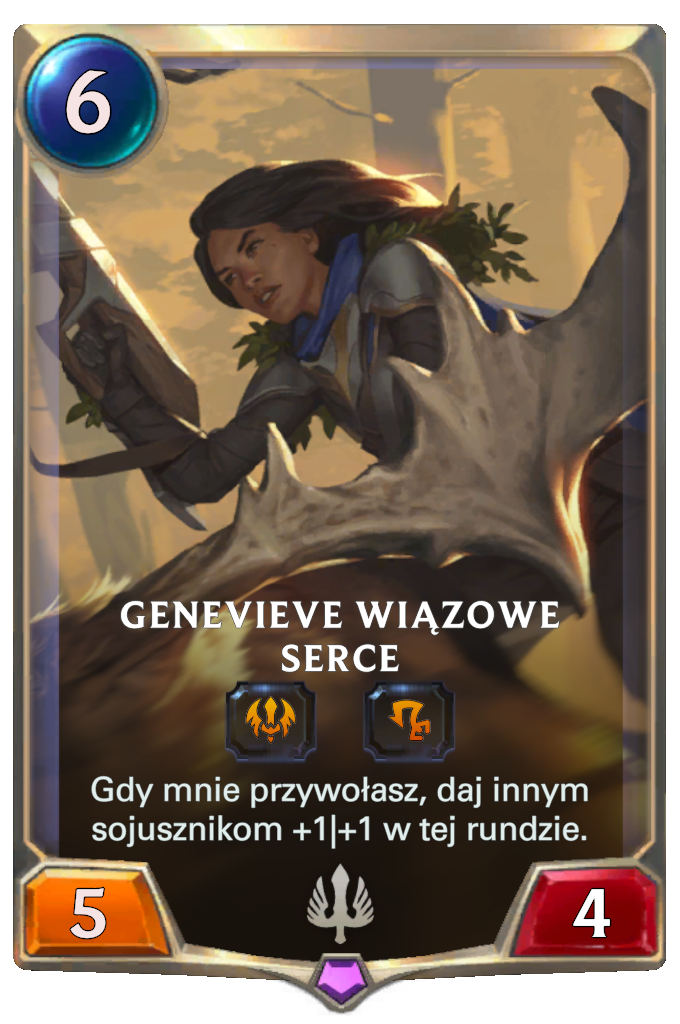 6
GENEVIEVE WIĄZOWE
SERCE
Gdy mnie przywołasz, daj innym
sojusznikom +1|+1 w tej rundzie.
5
4